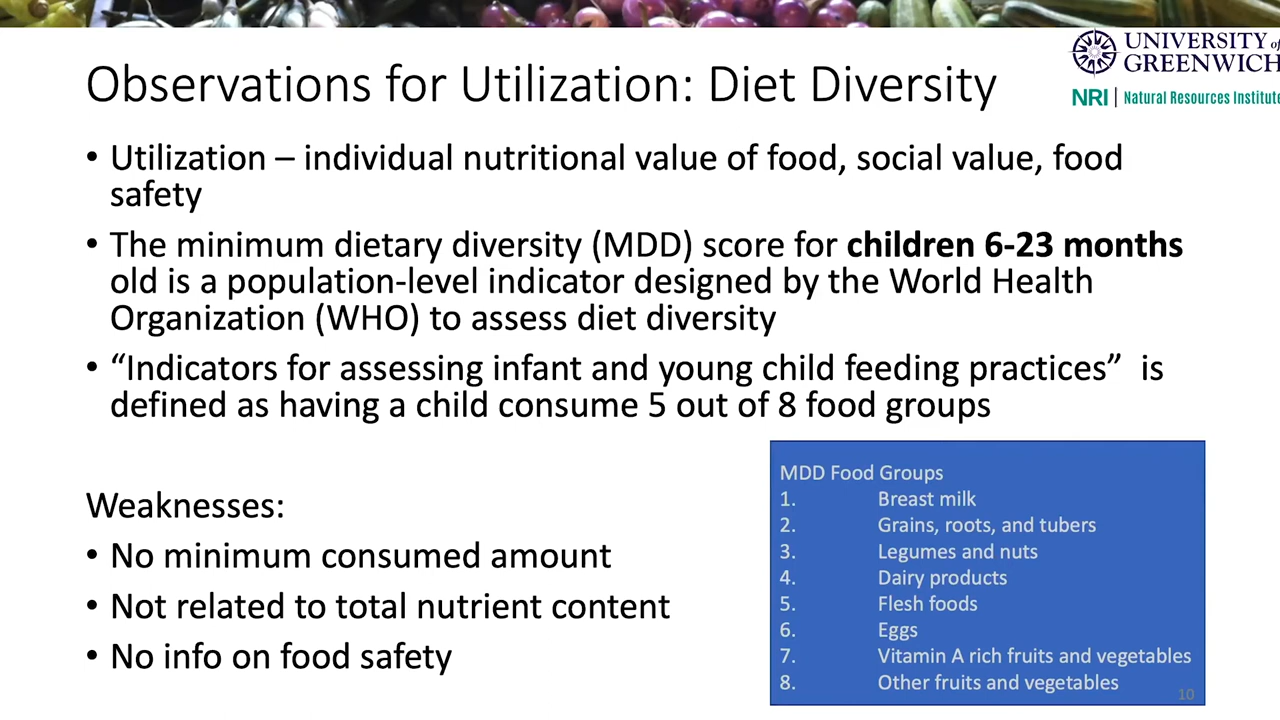 UNIVERSITY of
GREENWICH
NRI | Natural Resources Institute
Observations for Utilization: Diet Diversity
• Utilization – individual nutritional value of food, social value, food
safety
• The minimum dietary diversity (MDD) score for children 6-23 months
old is a population-level indicator designed by the World Health
Organization (WHO) to assess diet diversity
• “Indicators for assessing infant and young child feeding practices”  is
defined as having a child consume 5 out of 8 food groups
Weaknesses:
• No minimum consumed amount
• Not related to total nutrient content
• No info on food safety
MDD Food Groups
1. Breast milk
2. Grains, roots, and tubers
3. Legumes and nuts
4. Dairy products
5. Flesh foods
6. Eggs
7. Vitamin A rich fruits and vegetables
8. Other fruits and vegetables
10